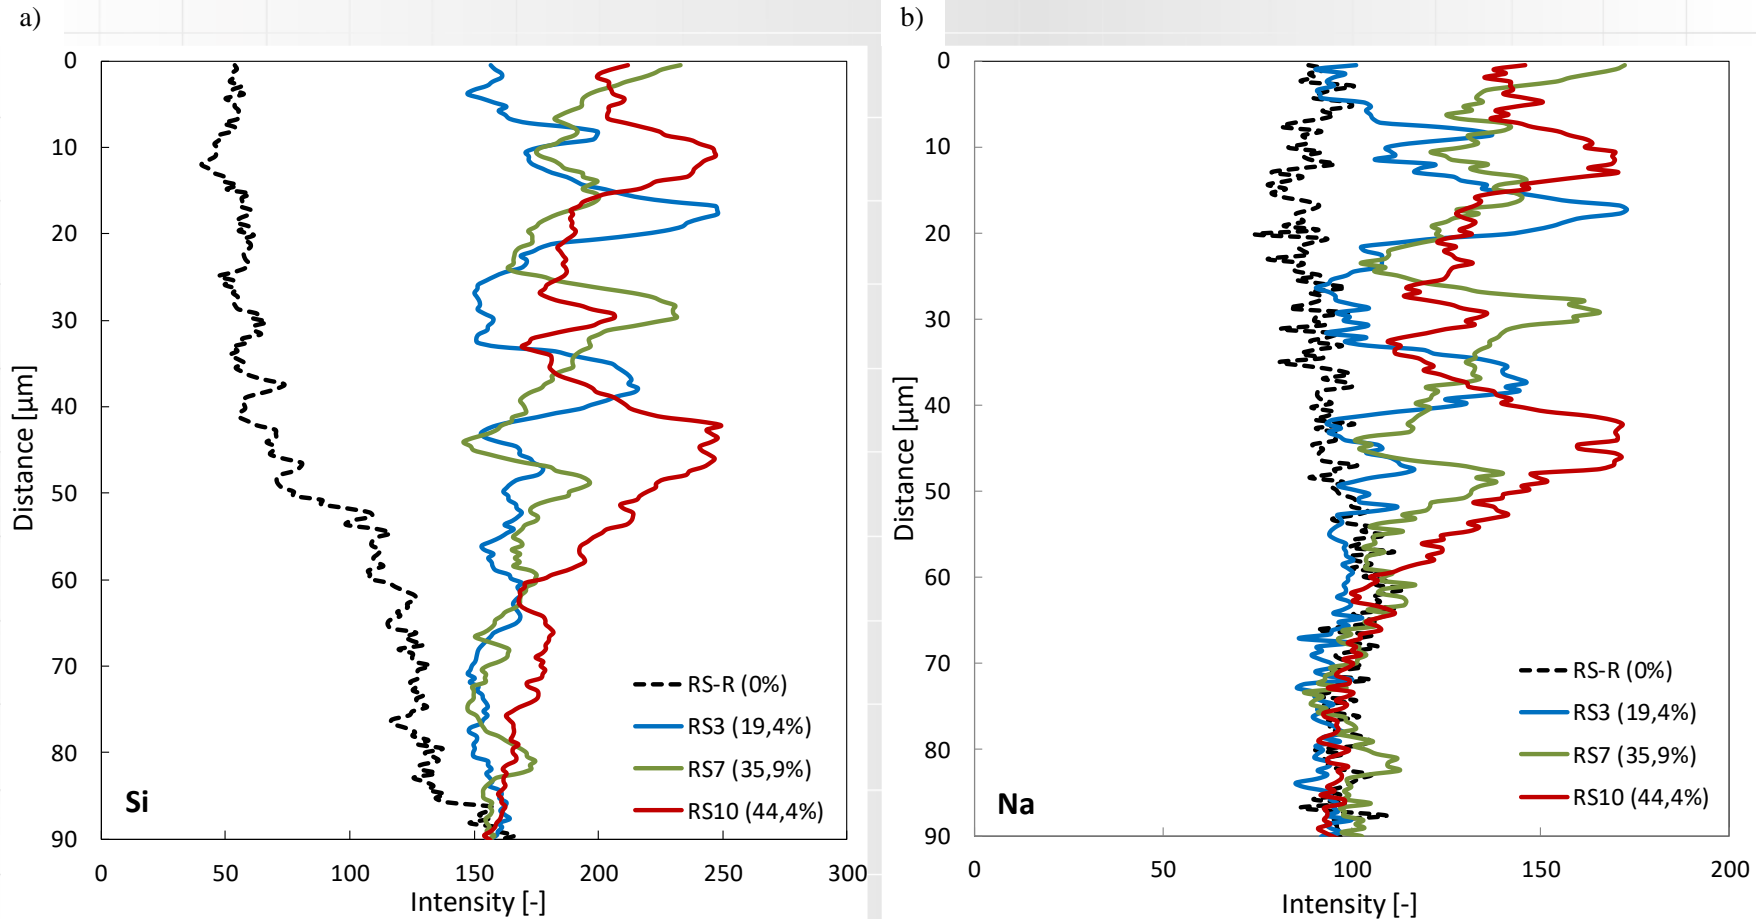 a)
0
10
20
30
40
50
60
70
80
90
Distance [µm]
0 50 100 150 200 250 300
Intensity [-]
RS-R (0%)
RS3 (19,4%)
RS7 (35,9%)
RS10 (44,4%)
Si
b)
0
10
20
30
40
50
60
70
80
90
Distance [µm]
0 50 100 150 200
Intensity [-]
RS-R (0%)
RS3 (19,4%)
RS7 (35,9%)
RS10 (44,4%)
Na